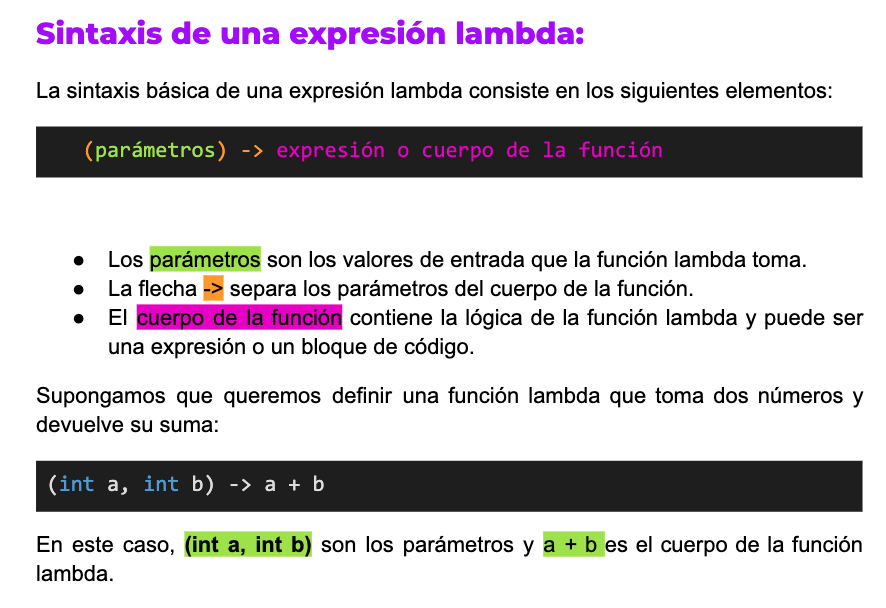 Sintaxis de una expresión lambda:
La sintaxis básica de una expresión lambda consiste en los siguientes elementos:
(parámetros) -> expresión o cuerpo de la función
● Los parámetros son los valores de entrada que la función lambda toma.
● La flecha -> separa los parámetros del cuerpo de la función.
● El cuerpo de la función contiene la lógica de la función lambda y puede ser
una expresión o un bloque de código.
Supongamos que queremos definir una función lambda que toma dos números y
devuelve su suma:
(int a, int b) -> a + b
En este caso, (int a, int b) son los parámetros y a + b es el cuerpo de la función
lambda.